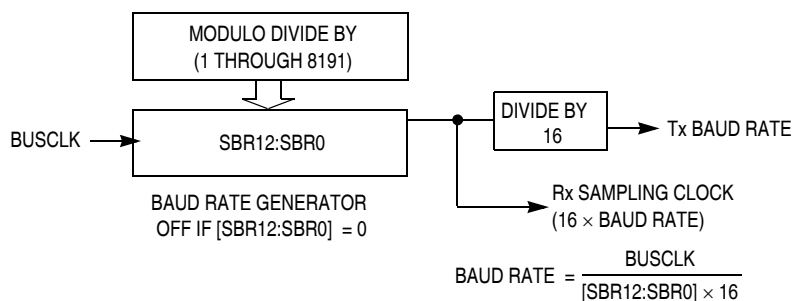 MODULO DIVIDE BY
(1 THROUGH 8191)
BUSCLK
SBR12:SBR0
DIVIDE BY
16
Tx BAUD RATE
BAUD RATE GENERATOR
OFF IF [SBR12:SBR0] = 0
Rx SAMPLING CLOCK
(16 × BAUD RATE)
BAUD RATE =
BUSCLK
[SBR12:SBR0] × 16